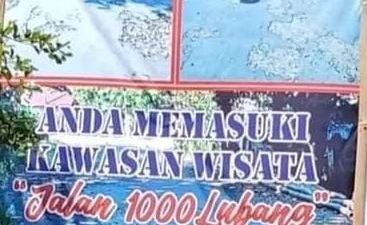 ANDA MEMASUKI
KAWASAN WISATA
"Jalan 1000 Lubang"